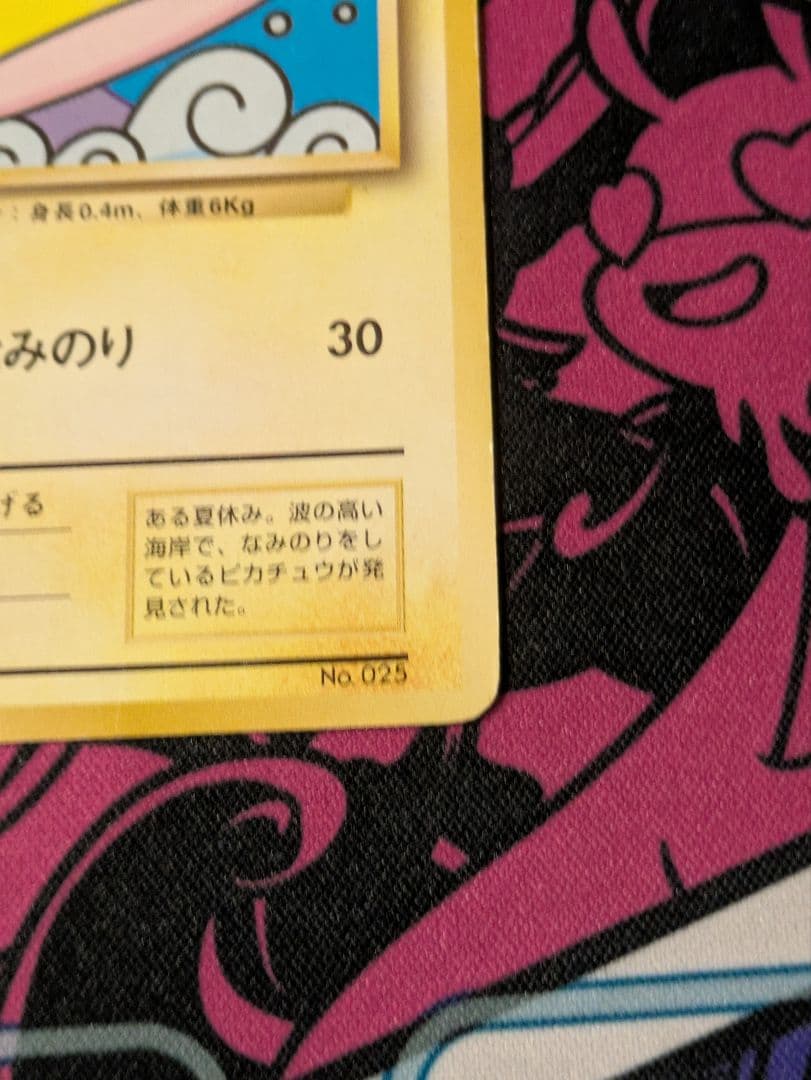 ：身長0.4m、体重6Kg
みのり 30
げる
ある夏休み。波の高い
海岸で、なみのりをし
ているピカチュウが発
見された。
No. 025